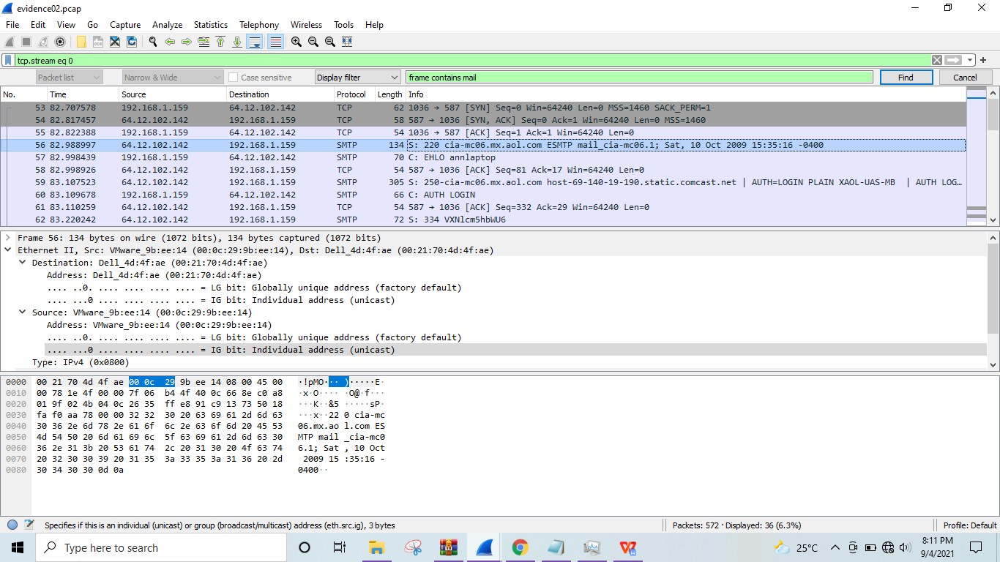 evidence02.pcap
File Edit View Go Capture Analyze Statistics Telephony Wireless Tools Help
tcp.stream eq 0
Packet list Narrow & Wide Case sensitive Display filter frame contains mail Find Cancel
No. Time Source Destination Protocol Length Info
53 82.707578 192.168.1.159 64.12.102.142 TCP 62 1036 → 587 [SYN] Seq=0 Win=64240 Len=0 MSS=1460 SACK_PERM=1
54 82.817457 64.12.102.142 192.168.1.159 TCP 58 587 → 1036 [SYN, ACK] Seq=0 Ack=1 Win=64240 Len=0 MSS=1460
55 82.822388 192.168.1.159 64.12.102.142 TCP 54 1036 → 587 [ACK] Seq=1 Ack=1 Win=64240 Len=0
56 82.988997 64.12.102.142 192.168.1.159 SMTP 134 S: 220 cia-mc06.mx.aol.com ESMTP mail_cia-mc06.1; Sat, 10 Oct 2009 15:35:16 -0400
57 82.998439 192.168.1.159 64.12.102.142 SMTP 70 C: EHLO annlaptop
58 82.998926 64.12.102.142 192.168.1.159 TCP 54 587 → 1036 [ACK] Seq=81 Ack=17 Win=64240 Len=0
59 83.107523 64.12.102.142 192.168.1.159 SMTP 305 S: 250-cia-mc06.mx.aol.com host-69-140-19-190.static.comcast.net | AUTH=LOGIN PLAIN XAOL-UAS-MB | AUTH LOG…
60 83.109678 192.168.1.159 64.12.102.142 SMTP 66 C: AUTH LOGIN
61 83.110259 64.12.102.142 192.168.1.159 TCP 54 587 → 1036 [ACK] Seq=332 Ack=29 Win=64240 Len=0
62 83.220242 64.12.102.142 192.168.1.159 SMTP 72 S: 334 VXNlcm5hbWU6
Frame 56: 134 bytes on wire (1072 bits), 134 bytes captured (1072 bits)
Ethernet II, Src: VMware_9b:ee:14 (00:0c:29:9b:ee:14), Dst: Dell_4d:4f:ae (00:21:70:4d:4f:ae)
Destination: Dell_4d:4f:ae (00:21:70:4d:4f:ae)
Address: Dell_4d:4f:ae (00:21:70:4d:4f:ae)
.... ..0. .... .... .... .... = LG bit: Globally unique address (factory default)
.... ...0 .... .... .... .... = IG bit: Individual address (unicast)
Source: VMware_9b:ee:14 (00:0c:29:9b:ee:14)
Address: VMware_9b:ee:14 (00:0c:29:9b:ee:14)
.... ..0. .... .... .... .... = LG bit: Globally unique address (factory default)
.... ...0 .... .... .... .... = IG bit: Individual address (unicast)
Type: IPv4 (0x0800)
0000 00 21 70 4d 4f ae 00 0c 29 9b ee 14 08 00 45 00 ·!pMO··· )·····E·
0010 00 78 1e 4f 00 00 7f 06 b4 4f 40 0c 66 8e c0 a8 ·x·O···· ·O@·f···
0020 01 9f 02 4b 04 0c 26 35 ff e8 91 c9 13 73 50 18 ···K··&5 ·····sP·
0030 fa f0 aa 78 00 00 32 32 30 20 63 69 61 2d 6d 63 ···x··22 0 cia-mc
0040 30 36 2e 6d 78 2e 61 6f 6c 2e 63 6f 6d 20 45 53 06.mx.ao l.com ES
0050 4d 54 50 20 6d 61 69 6c 5f 63 69 61 2d 6d 63 30 MTP mail _cia-mc0
0060 36 2e 31 3b 20 53 61 74 2c 20 31 30 20 4f 63 74 6.1; Sat , 10 Oct
0070 20 32 30 30 39 20 31 35 3a 33 35 3a 31 36 20 2d 2009 15 :35:16 -
0080 30 34 30 30 0d 0a 0400··
Specifies if this is an individual (unicast) or group (broadcast/multicast) address (eth.src.ig), 3 bytes Packets: 572 · Displayed: 36 (6.3%) Profile: Default
Type here to search 25°C 8:11 PM
9/4/2021